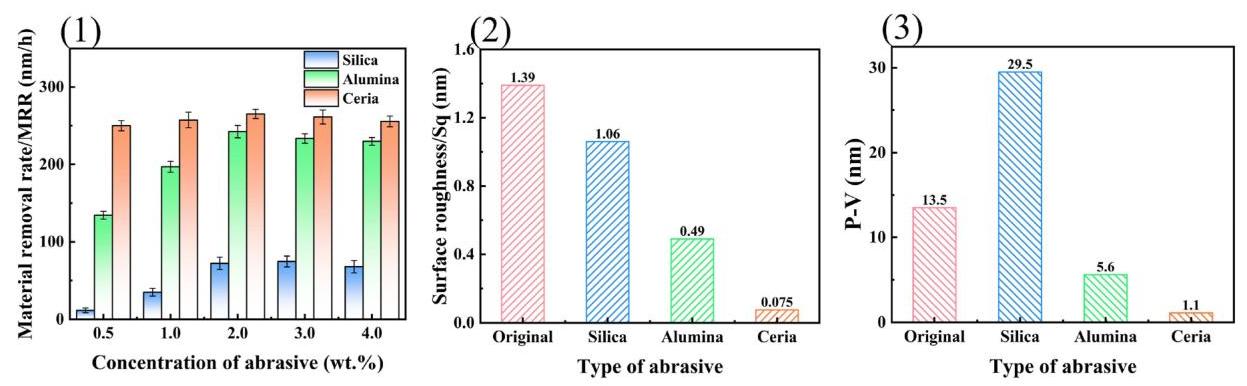 (1)
Material removal rate/MRR (nm/h)
300
200
100
0
Silica
Alumina
Ceria
0.5 1.0 2.0 3.0 4.0
Concentration of abrasive (wt.%)
(2)
Surface roughness/Sq (nm)
1.6
1.2
0.8
0.4
0.0
1.39
1.06
0.49
0.075
Original Silica Alumina Ceria
Type of abrasive
(3)
P-V (nm)
30
20
10
0
13.5
29.5
5.6
1.1
Original Silica Alumina Ceria
Type of abrasive